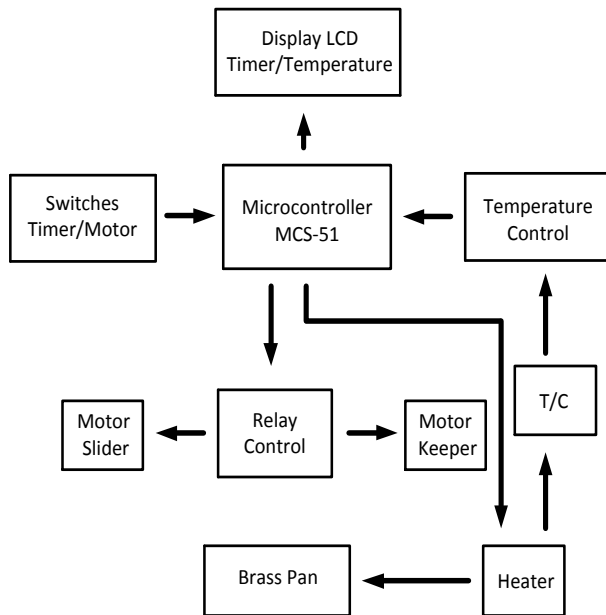 Display LCD
Timer/Temperature
Switches
Timer/Motor
Microcontroller
MCS-51
Temperature
Control
T/C
Motor
Slider
Relay
Control
Motor
Keeper
Brass Pan
Heater